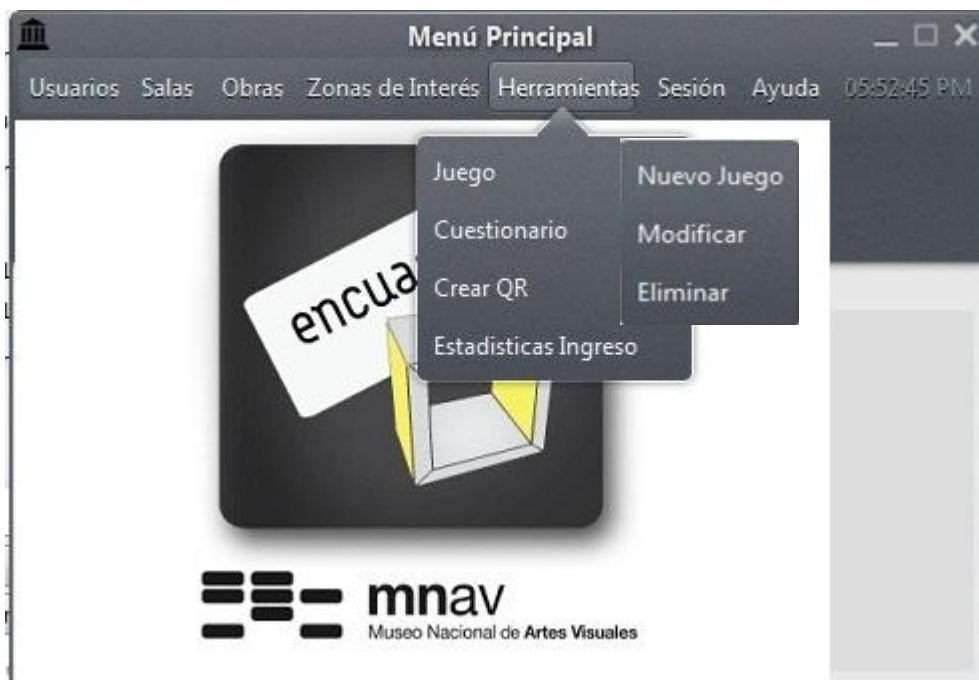 Menú Principal
Usuarios Salas Obras Zonas de Interés Herramientas Sesión Ayuda 05:52:45 PM
Juego
Cuestionario
Crear QR
Estadisticas Ingreso
Nuevo Juego
Modificar
Eliminar
encua
mnav
Museo Nacional de Artes Visuales